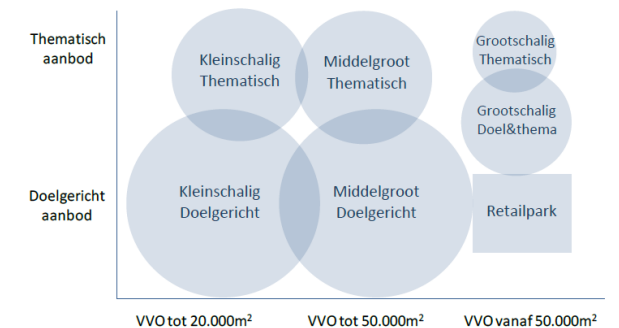 Thematisch
aanbod
Kleinschalig
Thematisch
Middelgroot
Thematisch
Grootschalig
Thematisch
Grootschalig
Doel&thema
Doelgericht
aanbod
Kleinschalig
Doelgericht
Middelgroot
Doelgericht
Retailpark
VVO tot 20.000m²
VVO tot 50.000m²
VVO vanaf 50.000m²